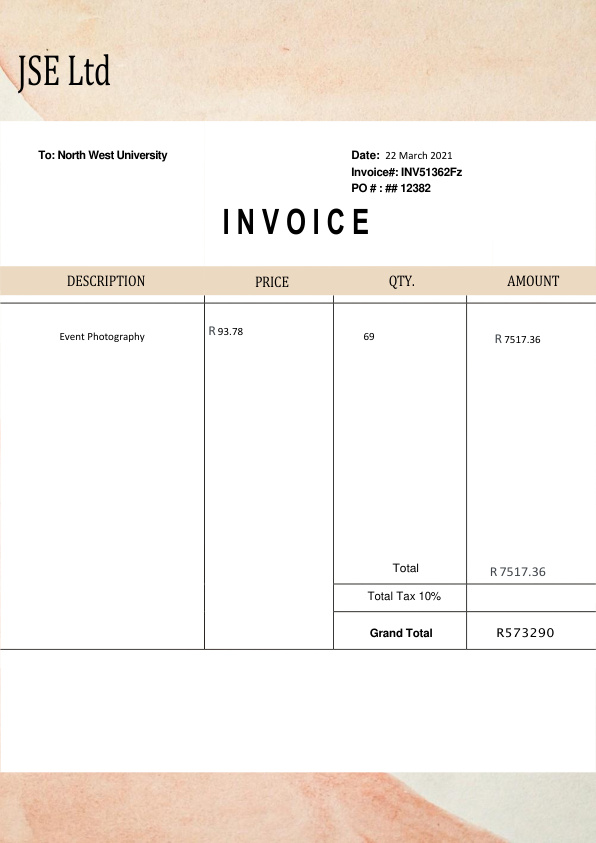 JSE Ltd
To: North West University
Date: 22 March 2021
Invoice#: INV51362Fz
PO # : ## 12382
INVOICE
DESCRIPTION PRICE QTY. AMOUNT
Event Photography R 93.78 69 R 7517.36
Total R 7517.36
Total Tax 10%
Grand Total R573290